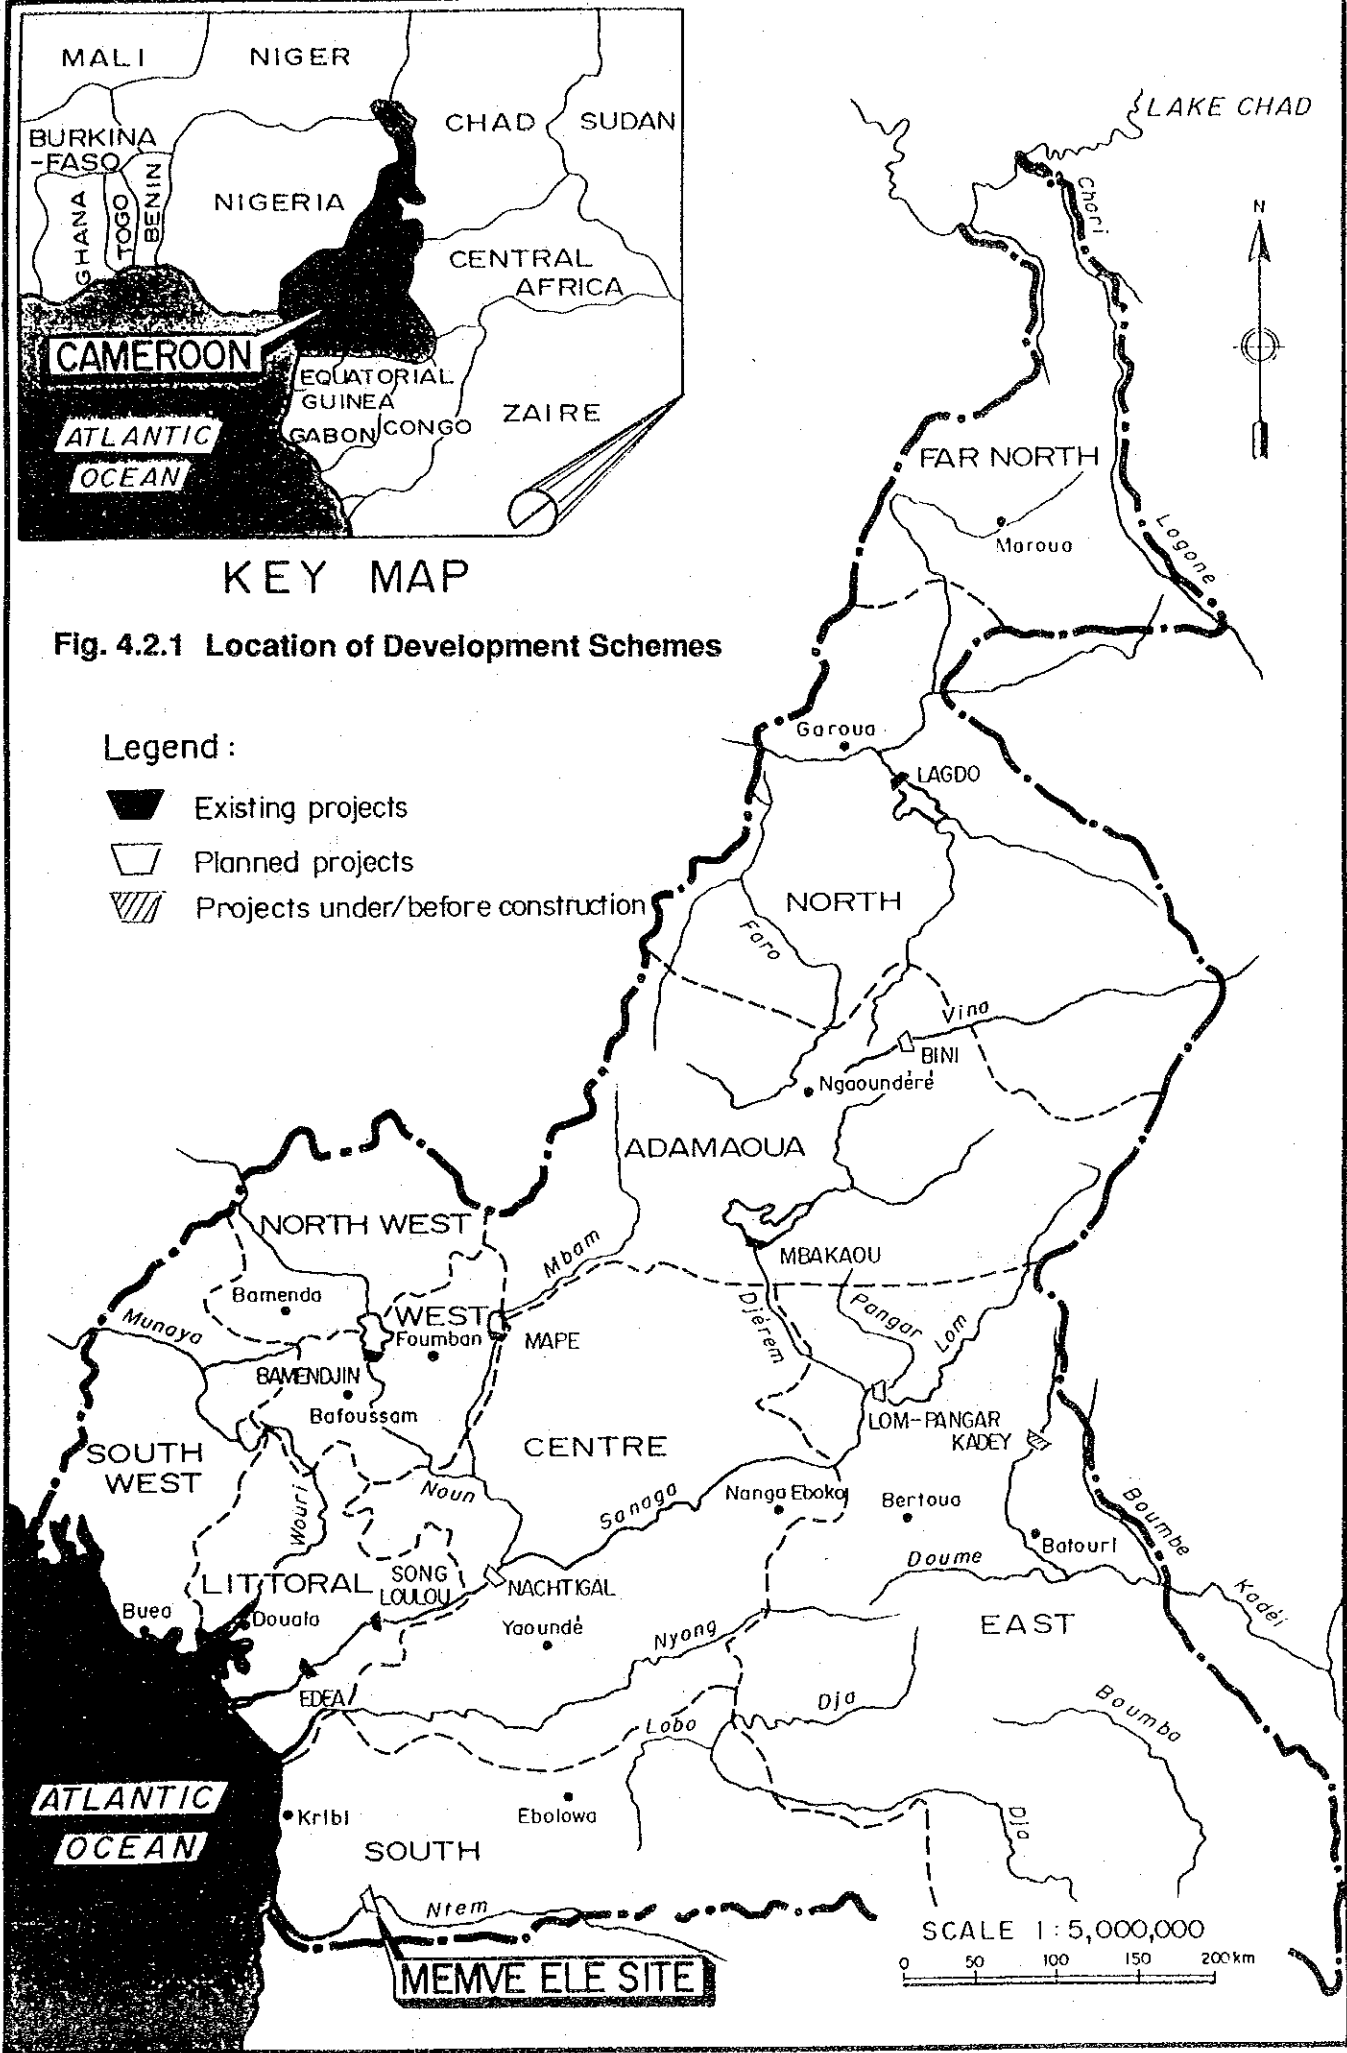 MALI
NIGER
CHAD
SUDAN
BURKINA
-FASO
GHANA
TOGO
BENIN
NIGERIA
CENTRAL
AFRICA
CAMEROON
EQUATORIAL
GUINEA
GABON
CONGO
ZAIRE
ATLANTIC
OCEAN
KEY MAP
Fig. 4.2.1 Location of Development Schemes
Legend :
Existing projects
Planned projects
Projects under/before construction
LAKE CHAD
Chari
N
FAR NORTH
Maroua
Logone
Garoua
LAGDO
NORTH
Faro
Vina
BINI
Ngaoundéré
ADAMAOUA
NORTH WEST
Mbam
MBAKAOU
Bamenda
WEST
Foumban
MAPE
Munaya
Djérem
Pangar
Lom
BAMENDJIN
Bafoussam
LOM-PANGAR
KADEY
SOUTH
WEST
CENTRE
Noun
Sanaga
Nanga Eboko
Bertoua
Wouri
Boumbe
Batouri
Doume
Kadéi
LITTORAL
SONG
LOULOU
NACHTIGAL
Buea
Douala
Yaoundé
Nyong
EAST
EDEA
Lobo
Dja
Boumba
ATLANTIC
OCEAN
Kribi
Ebolowa
Dja
SOUTH
Ntem
SCALE 1:5,000,000
0 50 100 150 200km
MEMVE ELE SITE